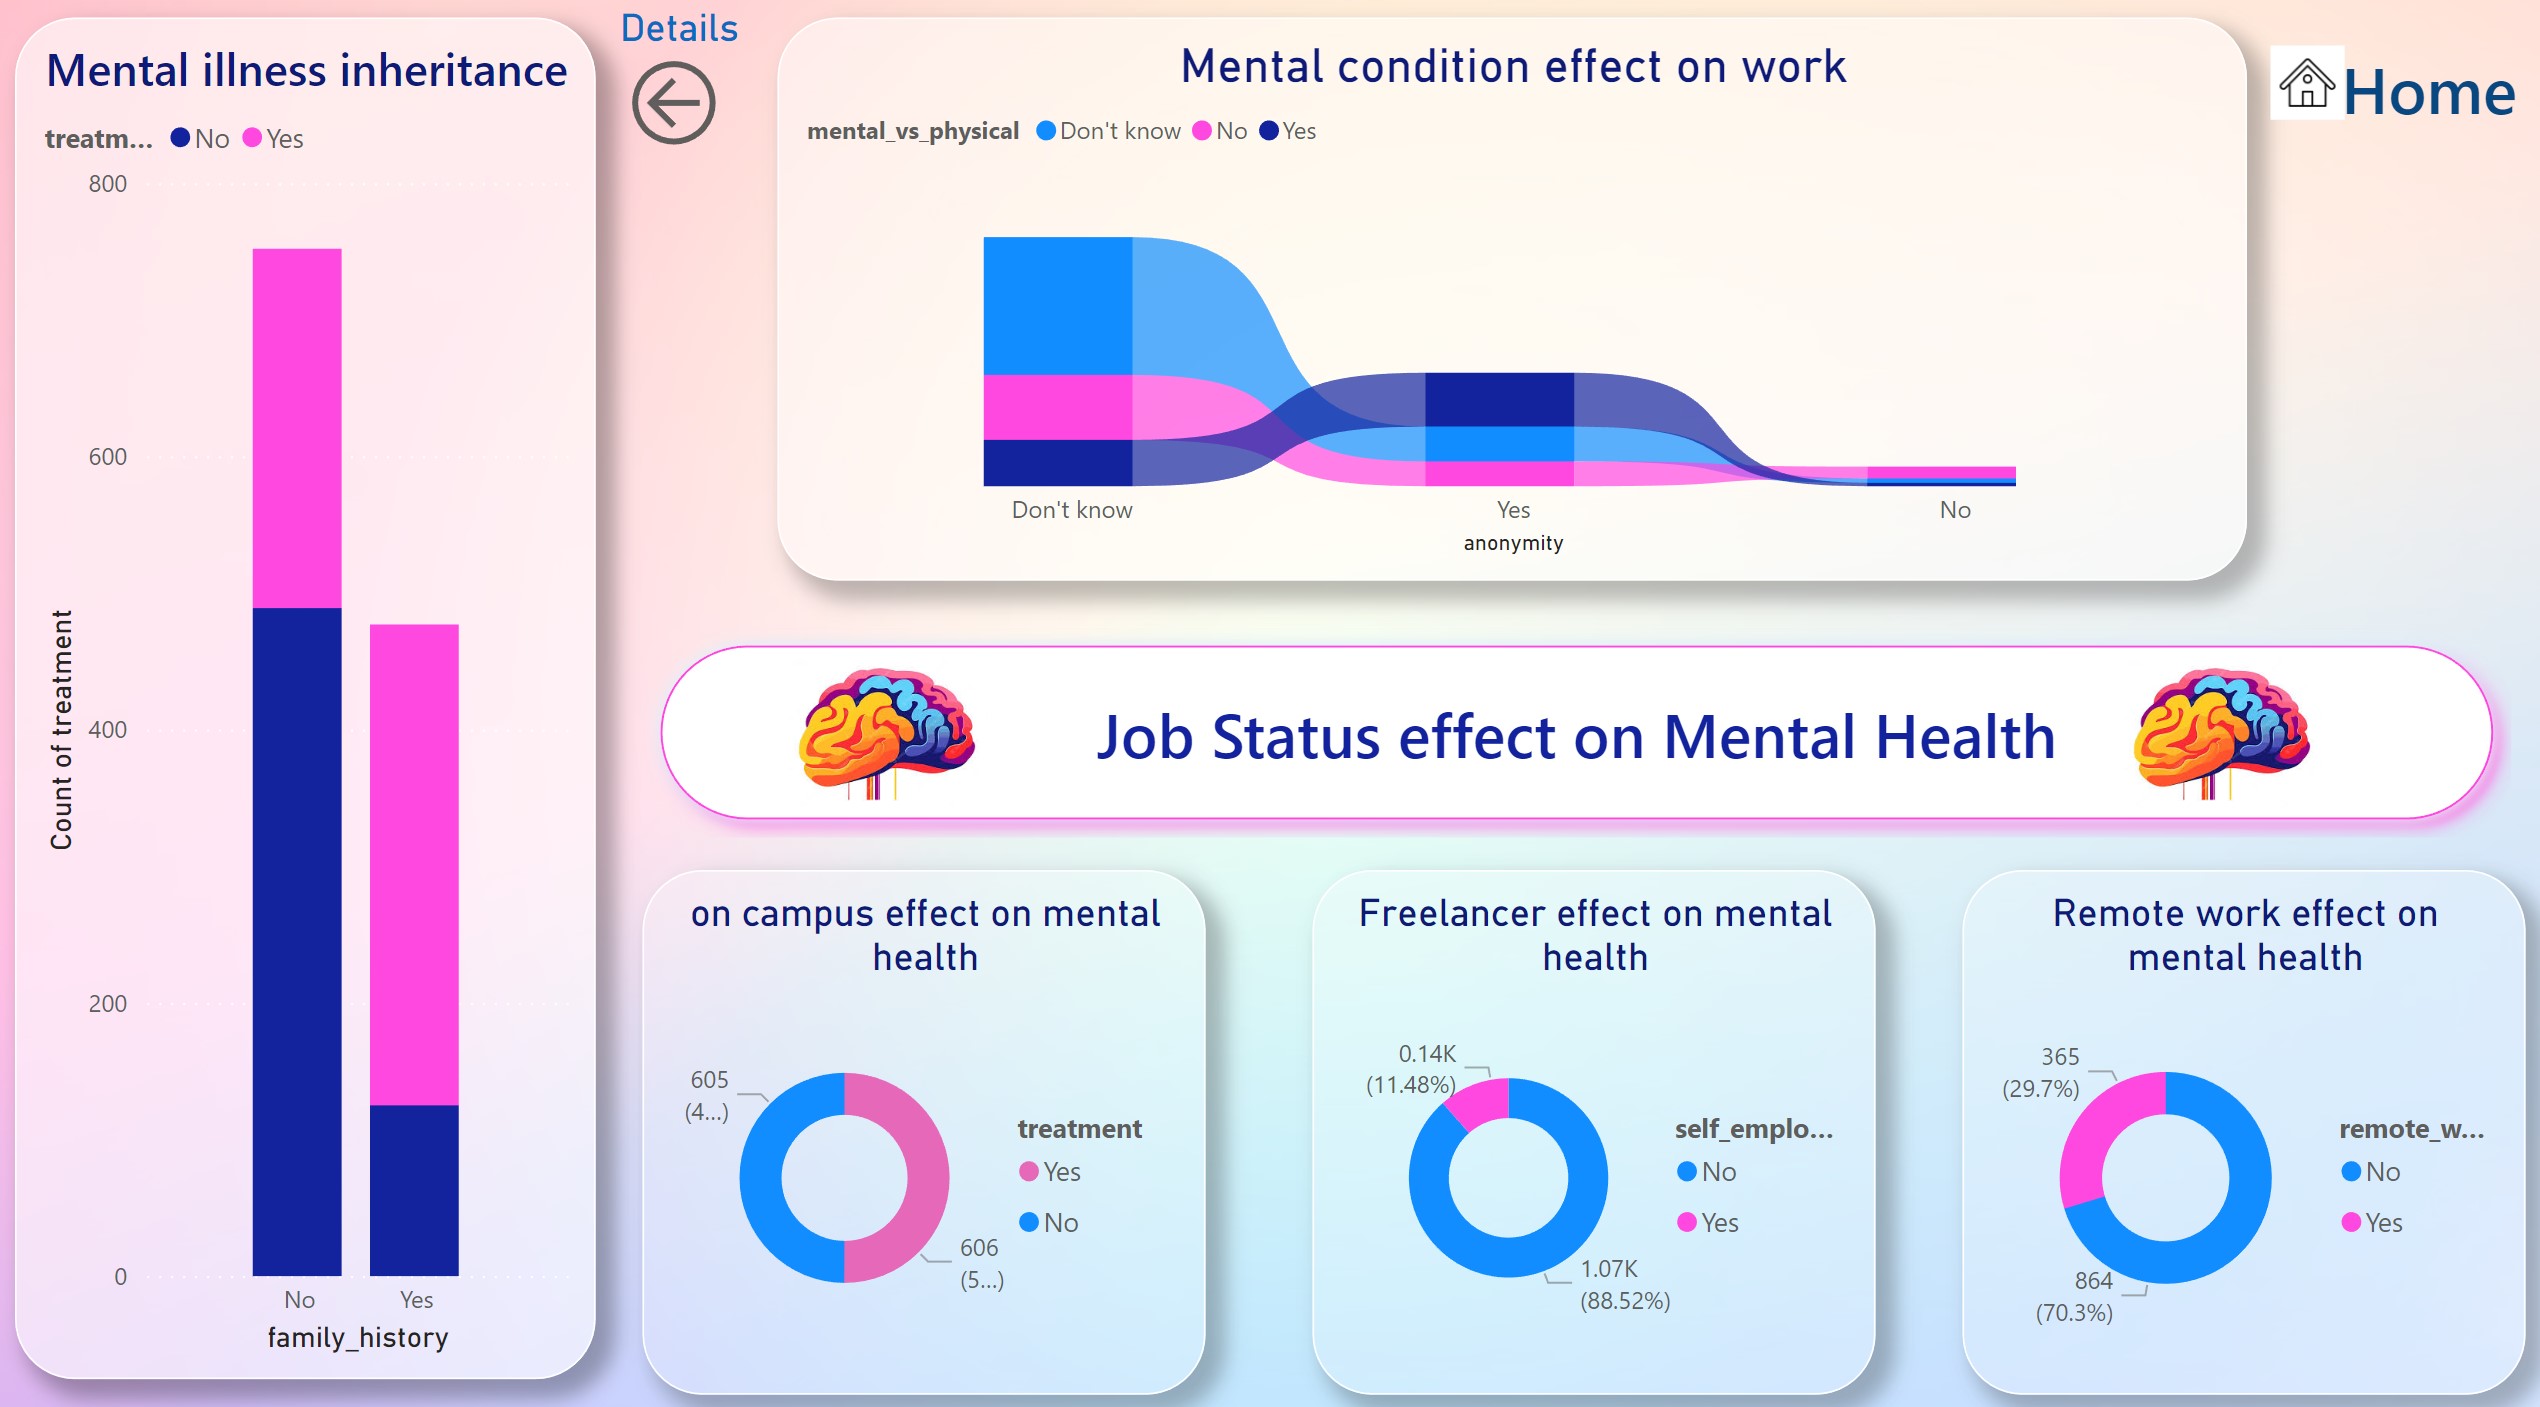 Mental illness inheritance
treatm... No Yes
800
600
400
200
0
Count of treatment
No Yes
family_history
Details
Mental condition effect on work
mental_vs_physical Don't know No Yes
Don't know Yes No
anonymity
Home
Job Status effect on Mental Health
on campus effect on mental
health
605
(4...)
606
(5...)
treatment
Yes
No
Freelancer effect on mental
health
0.14K
(11.48%)
1.07K
(88.52%)
self_emplo...
No
Yes
Remote work effect on
mental health
365
(29.7%)
864
(70.3%)
remote_w...
No
Yes